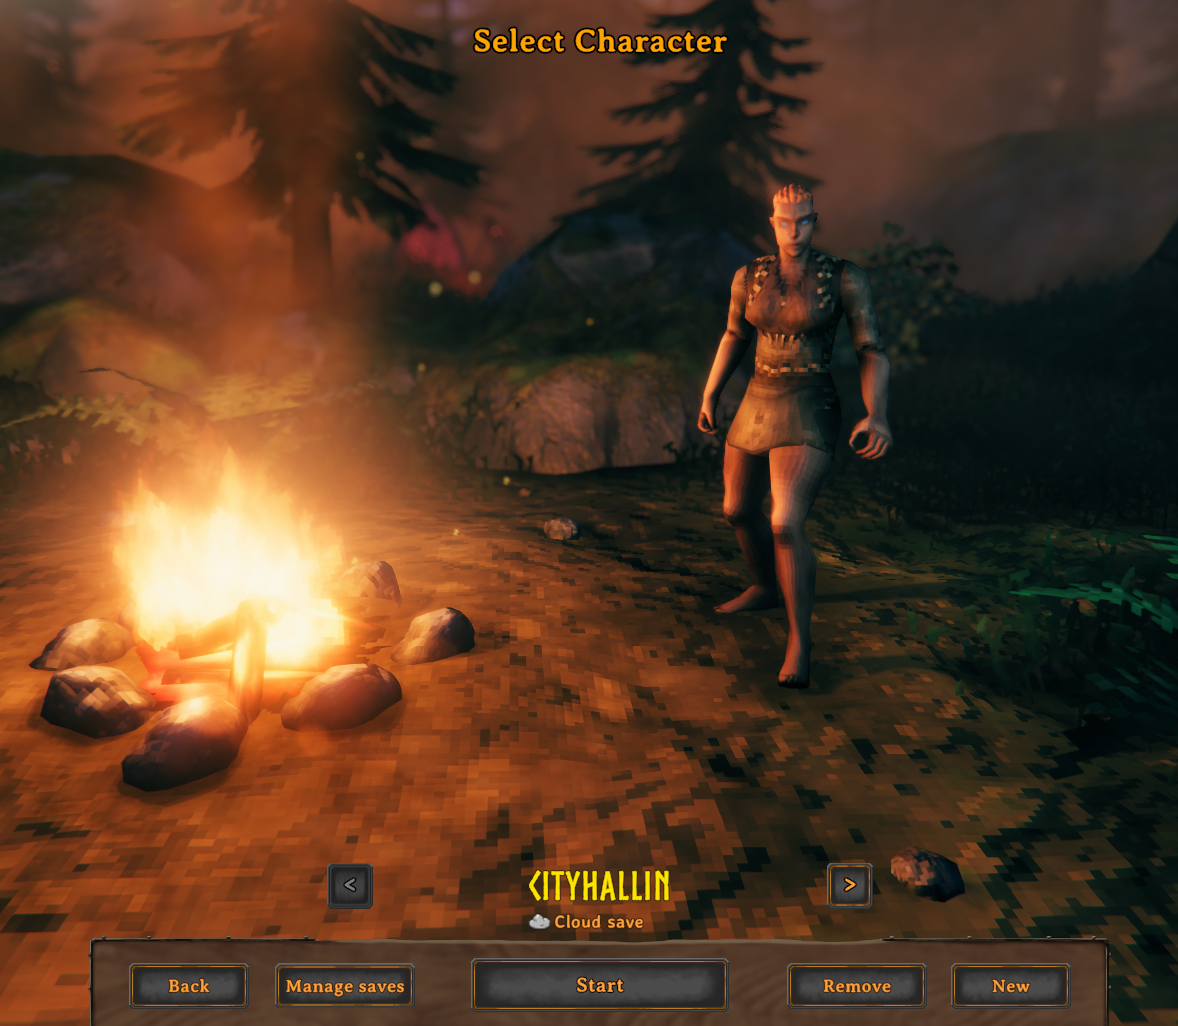 Select Character
<
CITYHALLIN
>
Cloud save
Back
Manage saves
Start
Remove
New